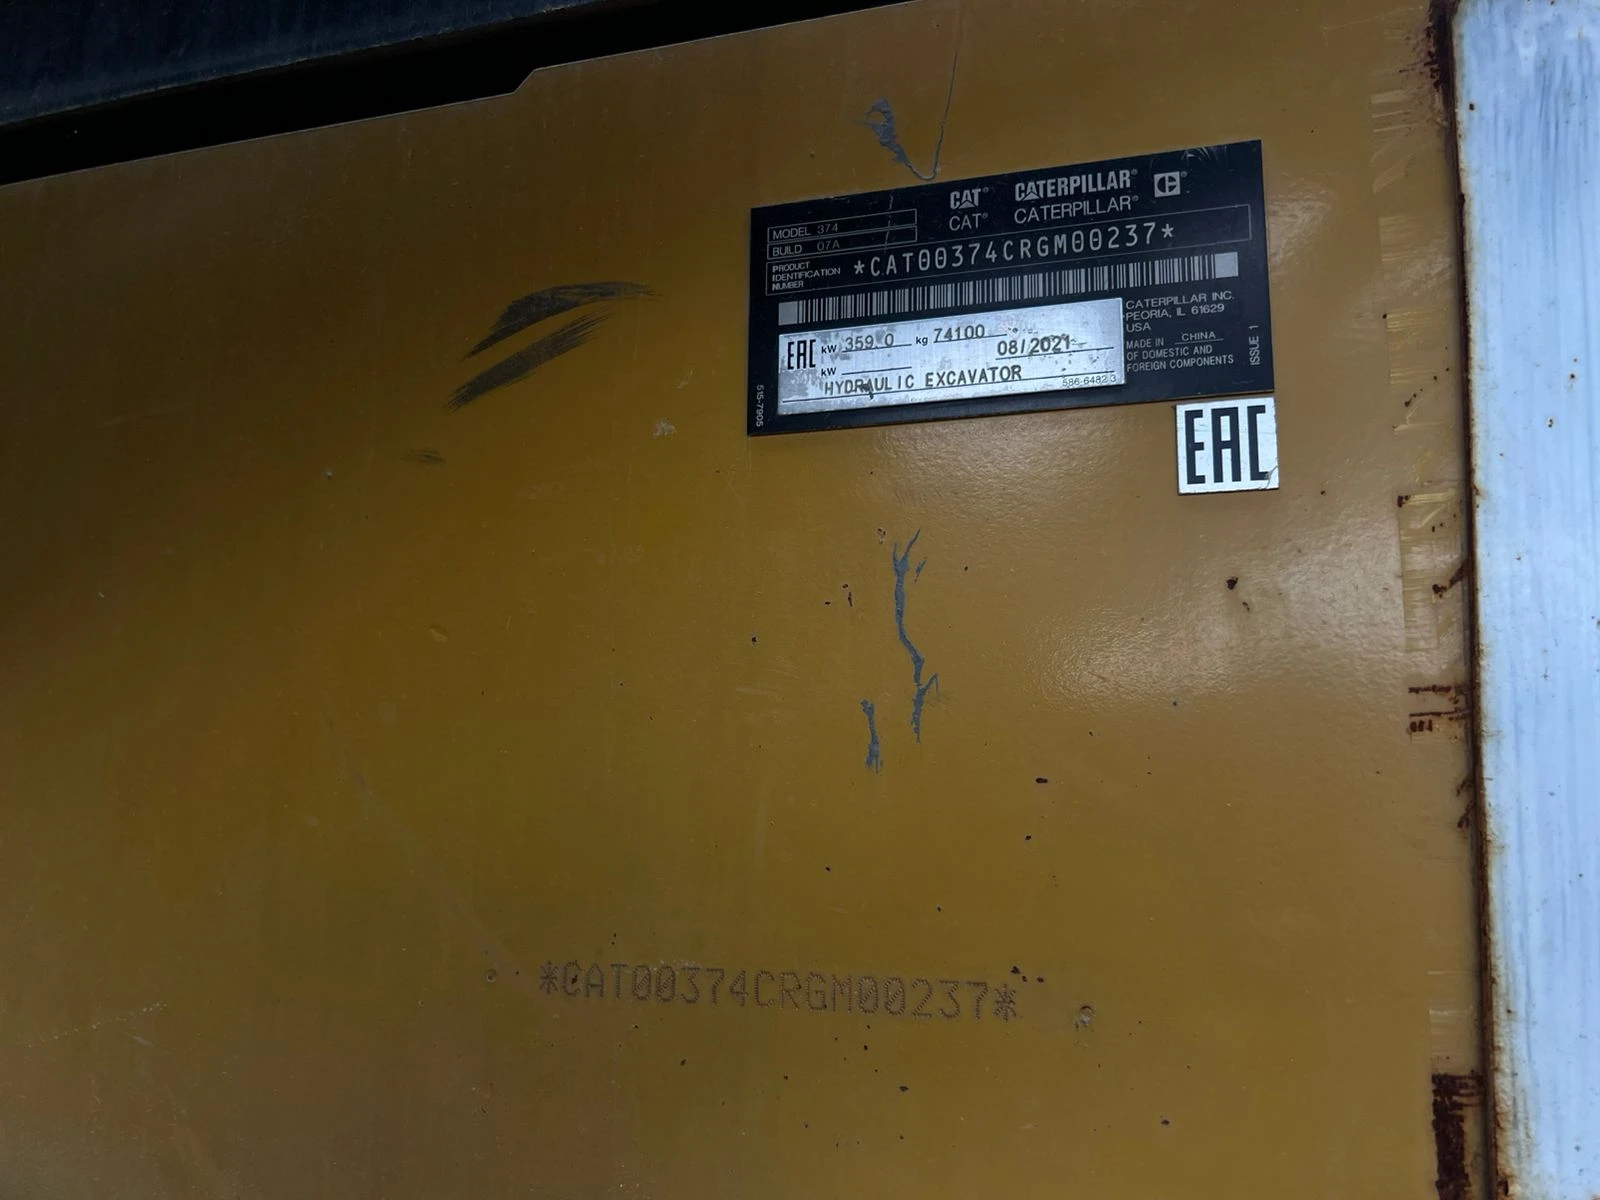 CAT® CATERPILLAR® C®
CAT® CATERPILLAR®
MODEL 374
BUILD 07A
PRODUCT IDENTIFICATION NUMBER *CAT00374CRGM00237*
CATERPILLAR INC.
PEORIA, IL 61629
USA
MADE IN CHINA
OF DOMESTIC AND
FOREIGN COMPONENTS
ISSUE 1
515-7905
EAC kW 359.0 kg 74100
08/2021
kW
HYDRAULIC EXCAVATOR
586-6482 3
EAC
*CAT00374CRGM00237*